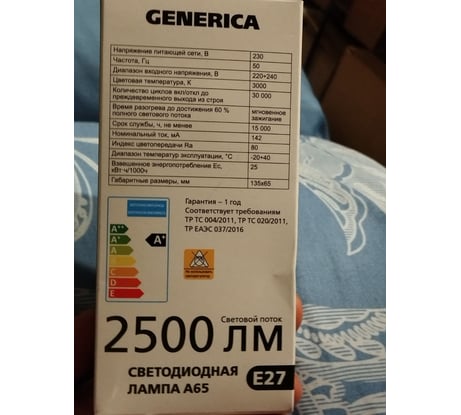 GENERICA
Напряжение питающей сети, В 230
Частота, Гц 50
Диапазон входного напряжения, В 220÷240
Цветовая температура, К 3000
Количество циклов вкл/откл до
преждевременного выхода из строя 30 000
Время разогрева до достижения 60 %
полного светового потока мгновенное зажигание
Срок службы, ч, не менее 15 000
Номинальный ток, мА 142
Индекс цветопередачи Ra 80
Диапазон температур эксплуатации, °С -20÷40
Взвешенное энергопотребление Ес,
кВт·ч/1000ч 25
Габаритные размеры, мм 135х65
Гарантия – 1 год
Соответствует требованиям
ТР ТС 004/2011, ТР ТС 020/2011,
ТР ЕАЭС 037/2016
A++
A+
A
B
C
D
E
A+
Световой поток
2500 лм
СВЕТОДИОДНАЯ
ЛАМПА А65
E27